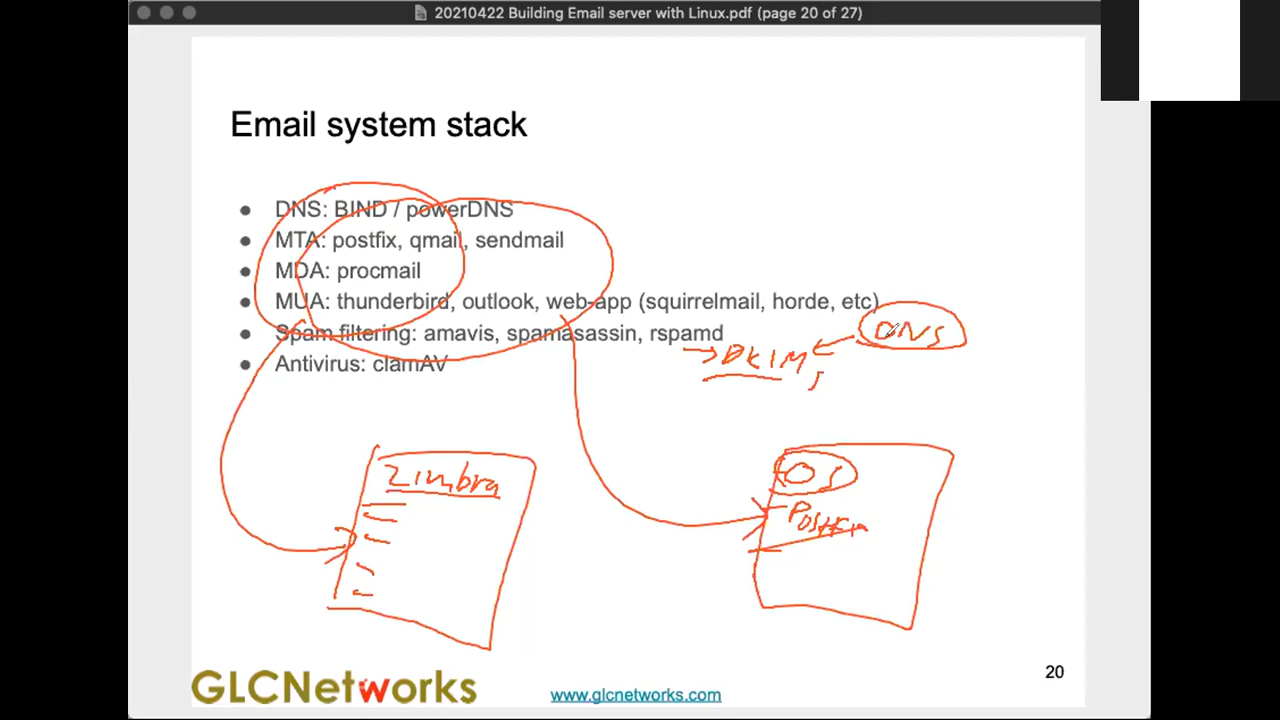 20210422 Building Email server with Linux.pdf (page 20 of 27)
Email system stack
● DNS: BIND / powerDNS
● MTA: postfix, qmail, sendmail
● MDA: procmail
● MUA: thunderbird, outlook, web-app (squirrelmail, horde, etc)
● Spam filtering: amavis, spamasassin, rspamd
DNS
DKIM,
● Antivirus: clamAV
Zimbra
OS
Postfix
20
GLCNetworks
www.glcnetworks.com